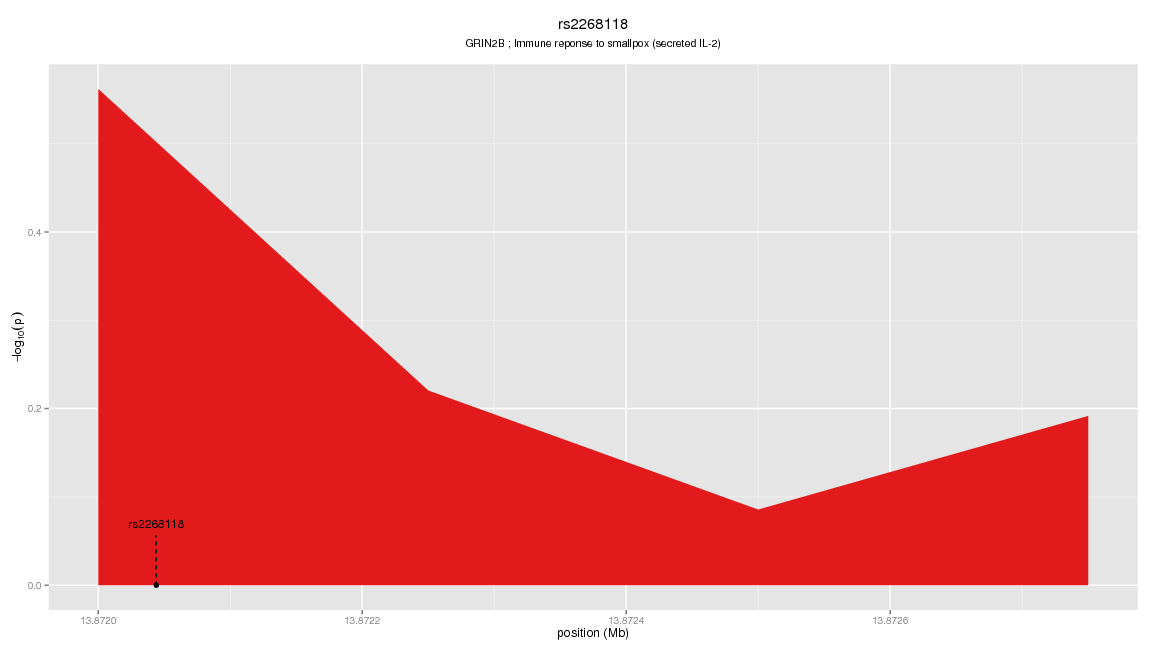 rs2268118
GRIN2B ; Immune reponse to smallpox (secreted IL-2)
-log10(p)
0.4
0.2
0.0
rs2268118
13.8720
13.8722
13.8724
13.8726
position (Mb)